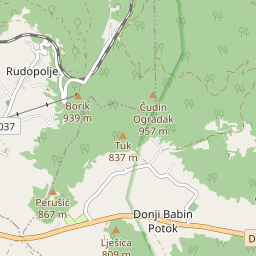 Rudopolje
Borik
939 m
Čudin
Ogradak
957 m
037
Tuk
837 m
Perušić
867 m
Donji Babin
Potok
Lješica
809 m
D